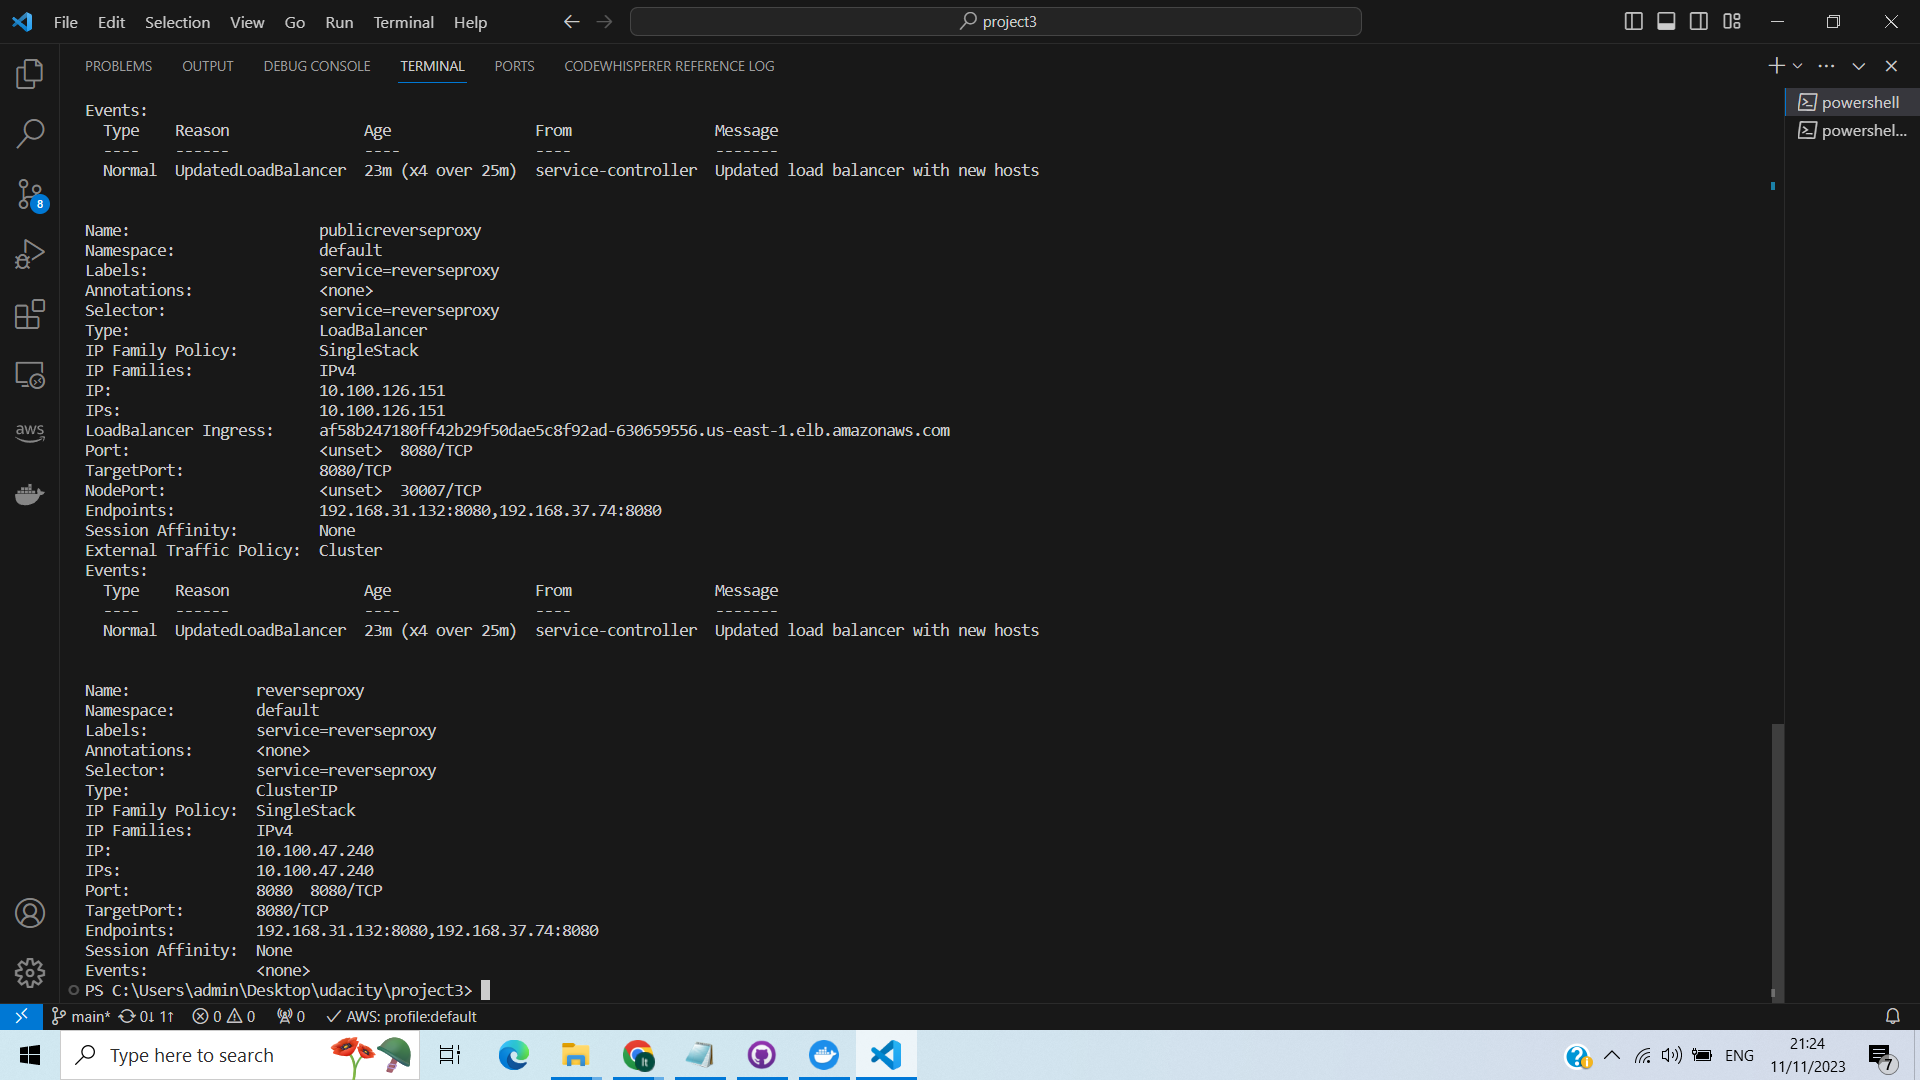 File Edit Selection View Go Run Terminal Help
project3
PROBLEMS OUTPUT DEBUG CONSOLE TERMINAL PORTS CODEWHISPERER REFERENCE LOG
powershell
powershel...
Events:
Type Reason Age From Message
---- ------ ---- ---- -------
Normal UpdatedLoadBalancer 23m (x4 over 25m) service-controller Updated load balancer with new hosts
Name: publicreverseproxy
Namespace: default
Labels: service=reverseproxy
Annotations: <none>
Selector: service=reverseproxy
Type: LoadBalancer
IP Family Policy: SingleStack
IP Families: IPv4
IP: 10.100.126.151
IPs: 10.100.126.151
LoadBalancer Ingress: af58b247180ff42b29f50dae5c8f92ad-630659556.us-east-1.elb.amazonaws.com
Port: <unset> 8080/TCP
TargetPort: 8080/TCP
NodePort: <unset> 30007/TCP
Endpoints: 192.168.31.132:8080,192.168.37.74:8080
Session Affinity: None
External Traffic Policy: Cluster
Events:
Type Reason Age From Message
---- ------ ---- ---- -------
Normal UpdatedLoadBalancer 23m (x4 over 25m) service-controller Updated load balancer with new hosts
Name: reverseproxy
Namespace: default
Labels: service=reverseproxy
Annotations: <none>
Selector: service=reverseproxy
Type: ClusterIP
IP Family Policy: SingleStack
IP Families: IPv4
IP: 10.100.47.240
IPs: 10.100.47.240
Port: 8080 8080/TCP
TargetPort: 8080/TCP
Endpoints: 192.168.31.132:8080,192.168.37.74:8080
Session Affinity: None
Events: <none>
PS C:\Users\admin\Desktop\udacity\project3>
8
aws
main* 0↓ 1↑ 0 0 0 AWS: profile:default
Type here to search
lt
ENG
21:24
11/11/2023
7